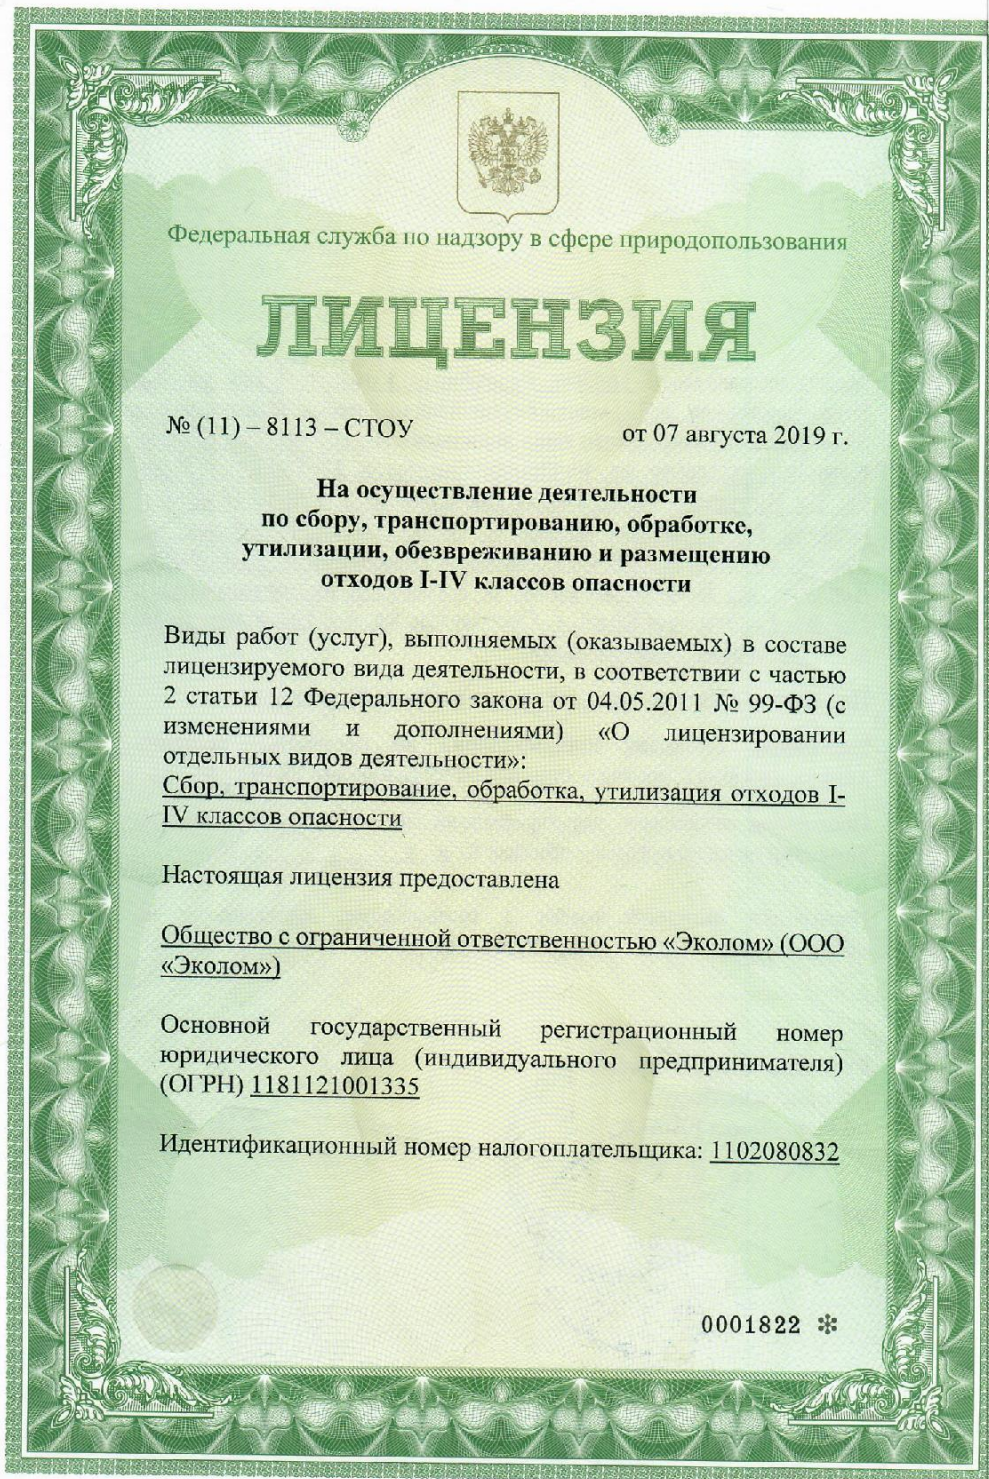 Федеральная служба по надзору в сфере природопользования
ЛИЦЕНЗИЯ
№ (11) – 8113 – СТОУ от 07 августа 2019 г.
На осуществление деятельности
по сбору, транспортированию, обработке,
утилизации, обезвреживанию и размещению
отходов I-IV классов опасности
Виды работ (услуг), выполняемых (оказываемых) в составе
лицензируемого вида деятельности, в соответствии с частью
2 статьи 12 Федерального закона от 04.05.2011 № 99-ФЗ (с
изменениями и дополнениями) «О лицензировании
отдельных видов деятельности»:
Сбор, транспортирование, обработка, утилизация отходов I-
IV классов опасности
Настоящая лицензия предоставлена
Общество с ограниченной ответственностью «Эколом» (ООО
«Эколом»)
Основной государственный регистрационный номер
юридического лица (индивидуального предпринимателя)
(ОГРН) 1181121001335
Идентификационный номер налогоплательщика: 1102080832
0001822 ✻